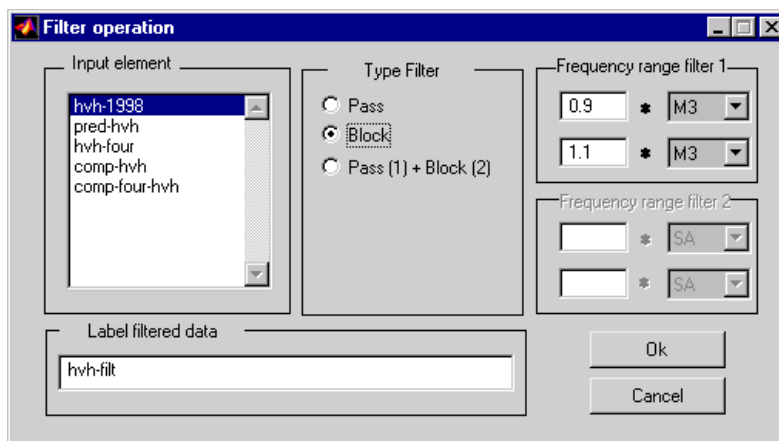 Filter operation
Input element
hvh-1998
pred-hvh
hvh-four
comp-hvh
comp-four-hvh
Type Filter
Pass
Block
Pass (1) + Block (2)
Frequency range filter 1
0.9 * M3
1.1 * M3
Frequency range filter 2
* SA
* SA
Label filtered data
hvh-filt
Ok
Cancel